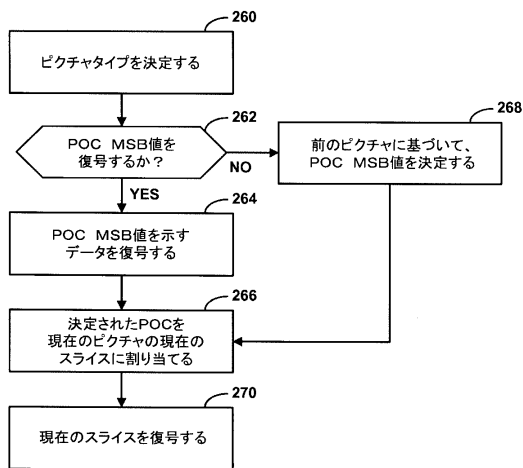 260
ピクチャタイプを決定する
262
POC MSB値を
復号するか？
NO
YES
268
前のピクチャに基づいて、
POC MSB値を決定する
264
POC MSB値を示す
データを復号する
266
決定されたPOCを
現在のピクチャの現在の
スライスに割り当てる
270
現在のスライスを復号する